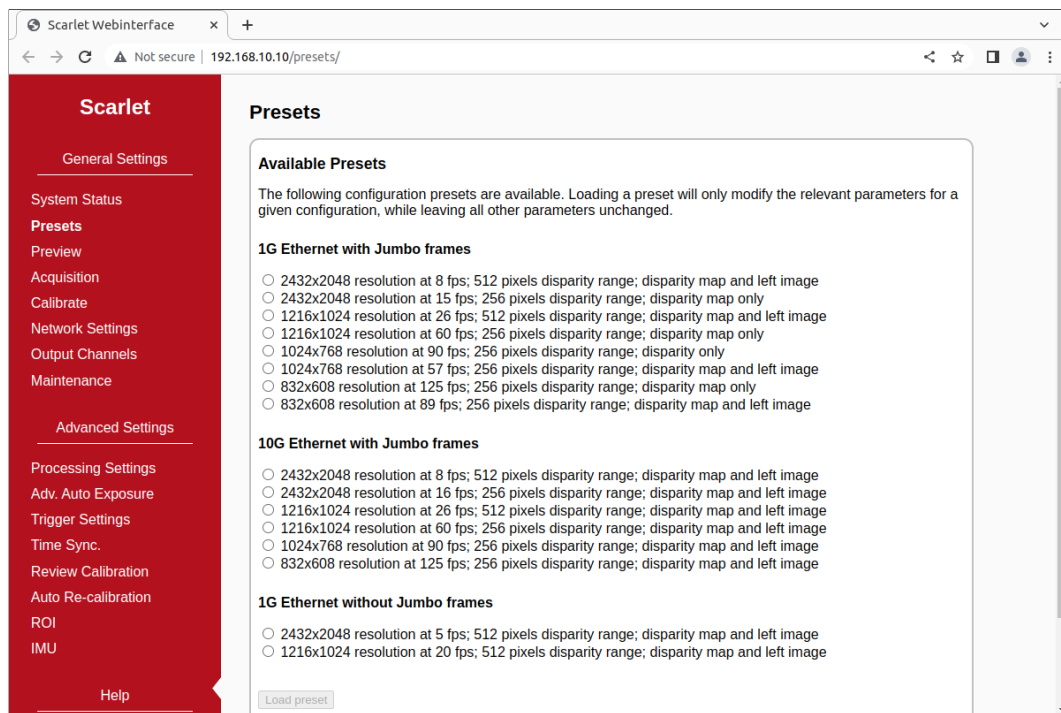 Scarlet Webinterface
Not secure
192.168.10.10/presets/
Scarlet
General Settings
System Status
Presets
Preview
Acquisition
Calibrate
Network Settings
Output Channels
Maintenance
Advanced Settings
Processing Settings
Adv. Auto Exposure
Trigger Settings
Time Sync.
Review Calibration
Auto Re-calibration
ROI
IMU
Help
Presets
Available Presets
The following configuration presets are available. Loading a preset will only modify the relevant parameters for a
given configuration, while leaving all other parameters unchanged.
1G Ethernet with Jumbo frames
2432x2048 resolution at 8 fps; 512 pixels disparity range; disparity map and left image
2432x2048 resolution at 15 fps; 256 pixels disparity range; disparity map only
1216x1024 resolution at 26 fps; 512 pixels disparity range; disparity map and left image
1216x1024 resolution at 60 fps; 256 pixels disparity range; disparity map only
1024x768 resolution at 90 fps; 256 pixels disparity range; disparity only
1024x768 resolution at 57 fps; 256 pixels disparity range; disparity map and left image
832x608 resolution at 125 fps; 256 pixels disparity range; disparity map only
832x608 resolution at 89 fps; 256 pixels disparity range; disparity map and left image
10G Ethernet with Jumbo frames
2432x2048 resolution at 8 fps; 512 pixels disparity range; disparity map and left image
2432x2048 resolution at 16 fps; 256 pixels disparity range; disparity map and left image
1216x1024 resolution at 26 fps; 512 pixels disparity range; disparity map and left image
1216x1024 resolution at 60 fps; 256 pixels disparity range; disparity map and left image
1024x768 resolution at 90 fps; 256 pixels disparity range; disparity map and left image
832x608 resolution at 125 fps; 256 pixels disparity range; disparity map and left image
1G Ethernet without Jumbo frames
2432x2048 resolution at 5 fps; 512 pixels disparity range; disparity map and left image
1216x1024 resolution at 20 fps; 512 pixels disparity range; disparity map and left image
Load preset